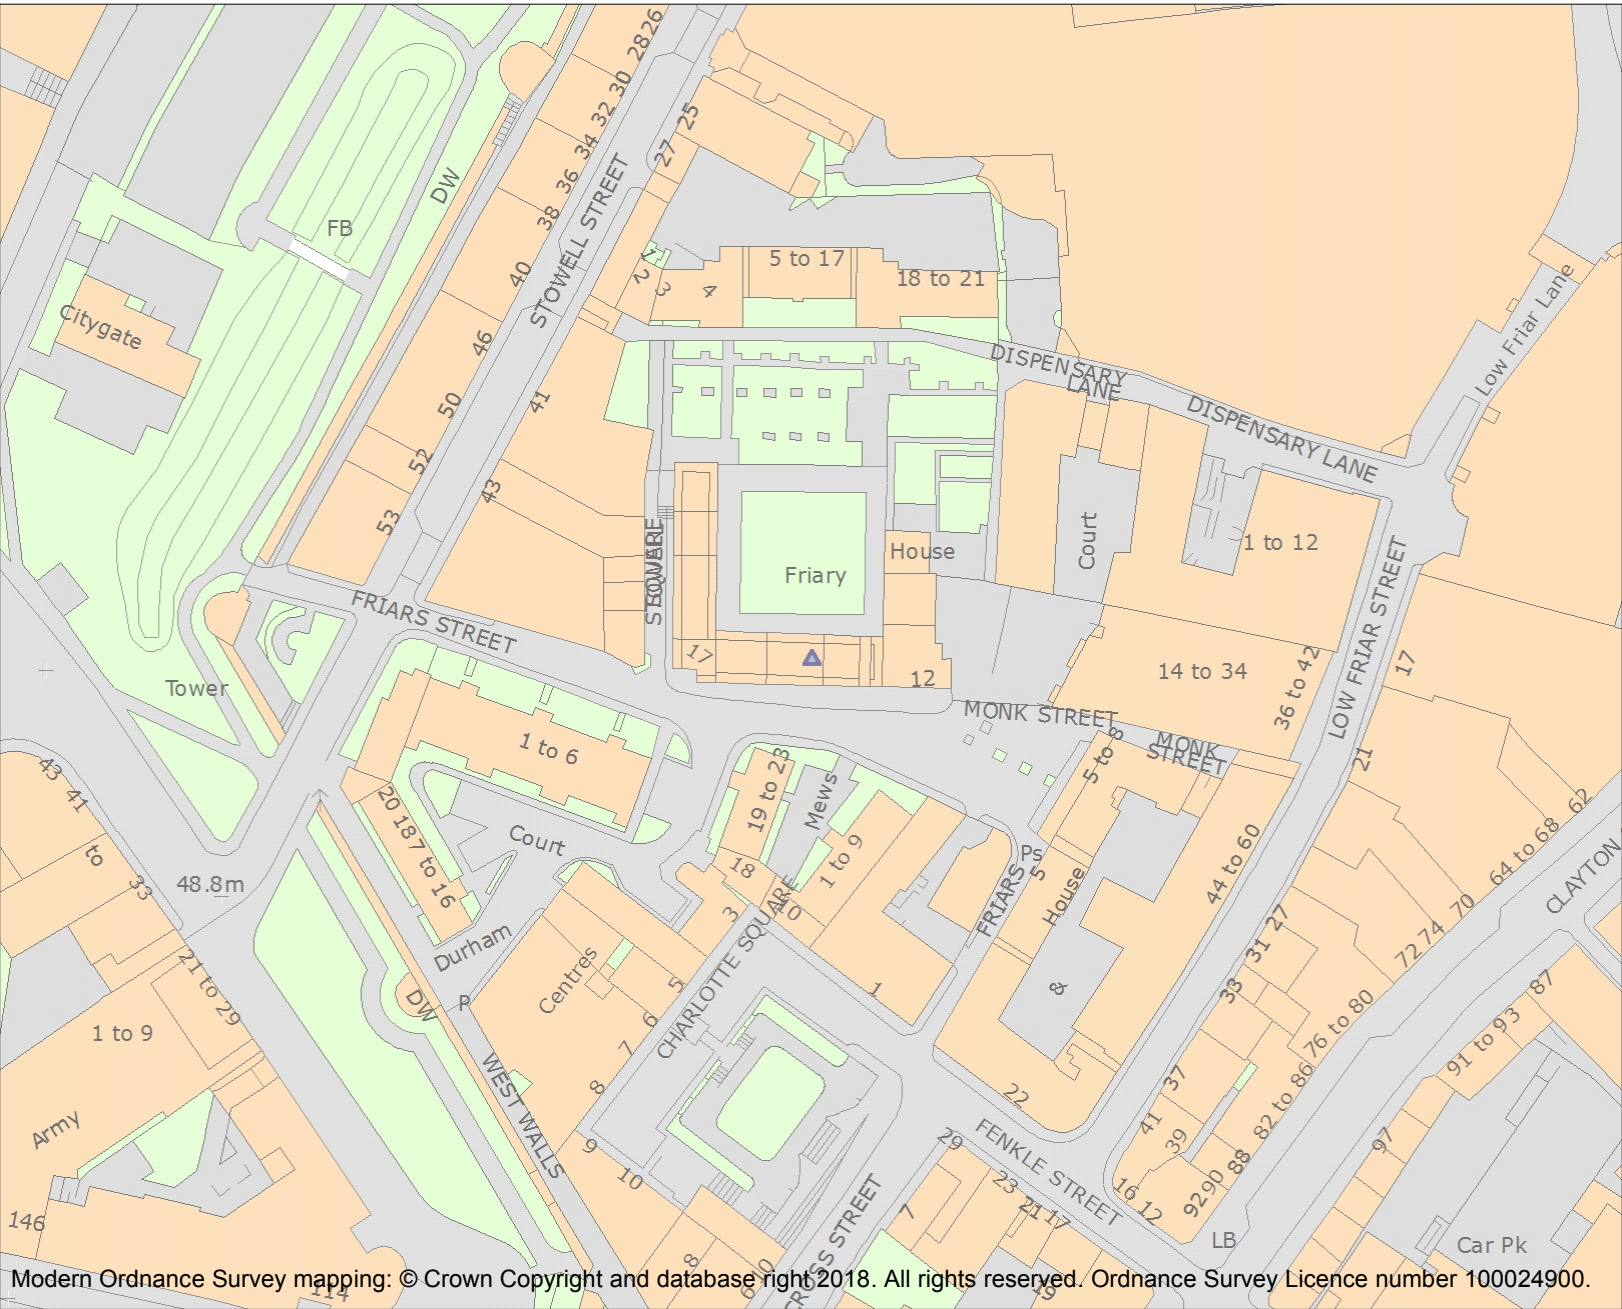 26
28
30
32
34
36
38
40
46
50
52
53
25
27
STOWELL STREET
DW
FB
Citygate
1
2
3
4
5 to 17
18 to 21
DISPENSARY
LANE
DISPENSARY LANE
Low Friar Lane
41
43
SQUARE
Friary
House
Court
1 to 12
FRIARS STREET
Tower
17
12
14 to 34
36 to 42
LOW FRIAR STREET
17
21
MONK STREET
MONK
STREET
5 to 8
1 to 6
Court
20
18
7 to 16
19 to 23
Mews
18
1 to 9
10
3
Ps
5
FRIARS
House
&
44 to 60
43
41
to
33
48.8m
21 to 29
1 to 9
Army
146
114
Durham
P
DW
WEST WALLS
Centres
CHARLOTTE SQUARE
5
6
7
8
9
10
1
22
FENKLE STREET
29
23
21
17
19
7
CROSS STREET
8
6
10
27
31
33
37
41
39
16
12
62
64 to 68
70
72
74
76 to 80
82 to 86
88
90
92
CLAYTON
87
91 to 93
97
LB
Car Pk
Modern Ordnance Survey mapping: © Crown Copyright and database right 2018. All rights reserved. Ordnance Survey Licence number 100024900.